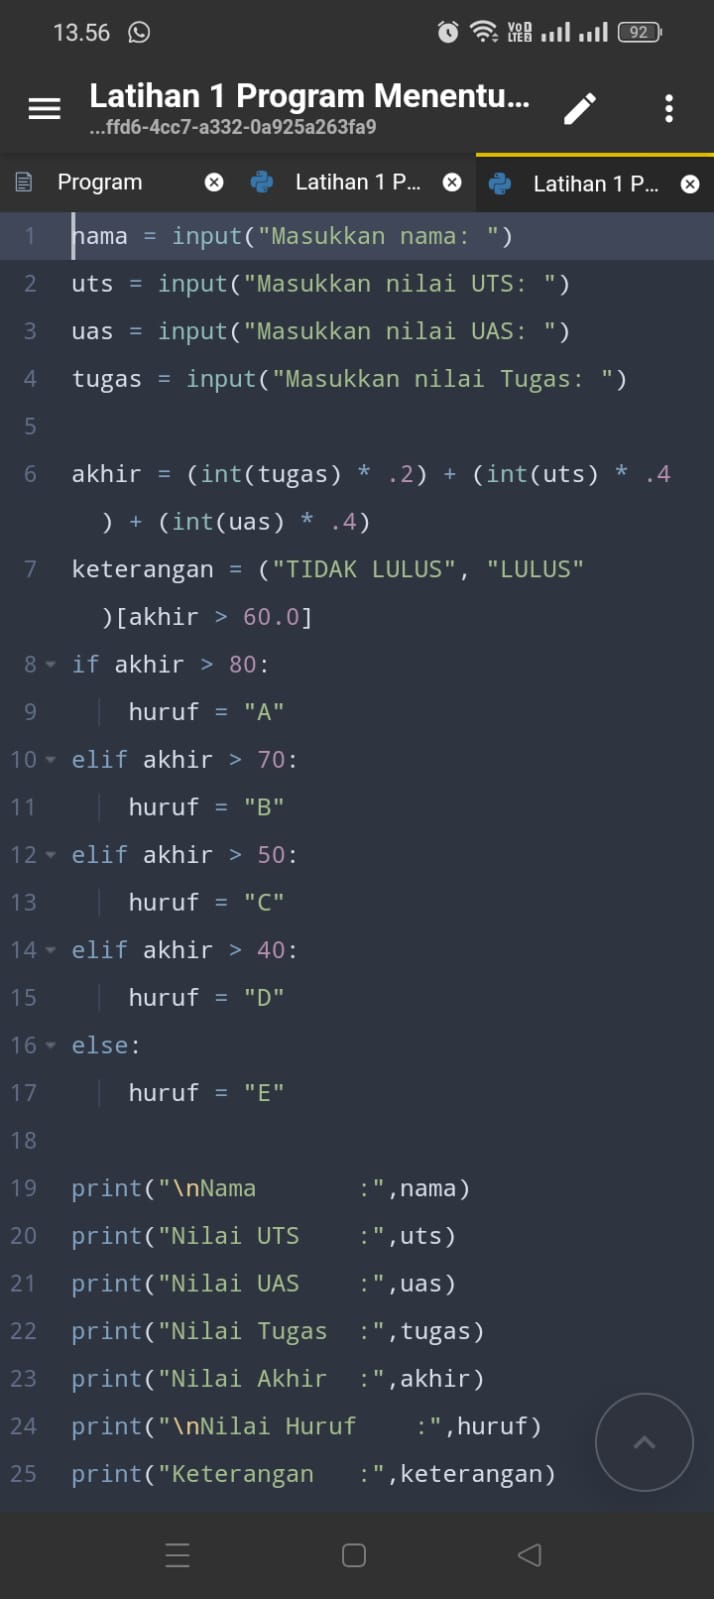 13.56
VoD
LTE2
92
Latihan 1 Program Menentu...
...ffd6-4cc7-a332-0a925a263fa9
Program
Latihan 1 P...
Latihan 1 P...
1 nama = input("Masukkan nama: ")
2 uts = input("Masukkan nilai UTS: ")
3 uas = input("Masukkan nilai UAS: ")
4 tugas = input("Masukkan nilai Tugas: ")
5
6 akhir = (int(tugas) * .2) + (int(uts) * .4
) + (int(uas) * .4)
7 keterangan = ("TIDAK LULUS", "LULUS"
)[akhir > 60.0]
8 if akhir > 80:
9 huruf = "A"
10 elif akhir > 70:
11 huruf = "B"
12 elif akhir > 50:
13 huruf = "C"
14 elif akhir > 40:
15 huruf = "D"
16 else:
17 huruf = "E"
18
19 print("\nNama       :",nama)
20 print("Nilai UTS    :",uts)
21 print("Nilai UAS    :",uas)
22 print("Nilai Tugas  :",tugas)
23 print("Nilai Akhir  :",akhir)
24 print("\nNilai Huruf    :",huruf)
25 print("Keterangan   :",keterangan)